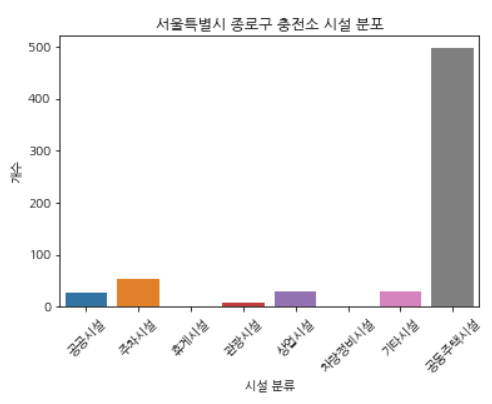 서울특별시 종로구 충전소 시설 분포
500
400
300
200
100
0
개수
공공시설
주차시설
휴게시설
관광시설
상업시설
차량정비시설
기타시설
공동주택시설
시설 분류